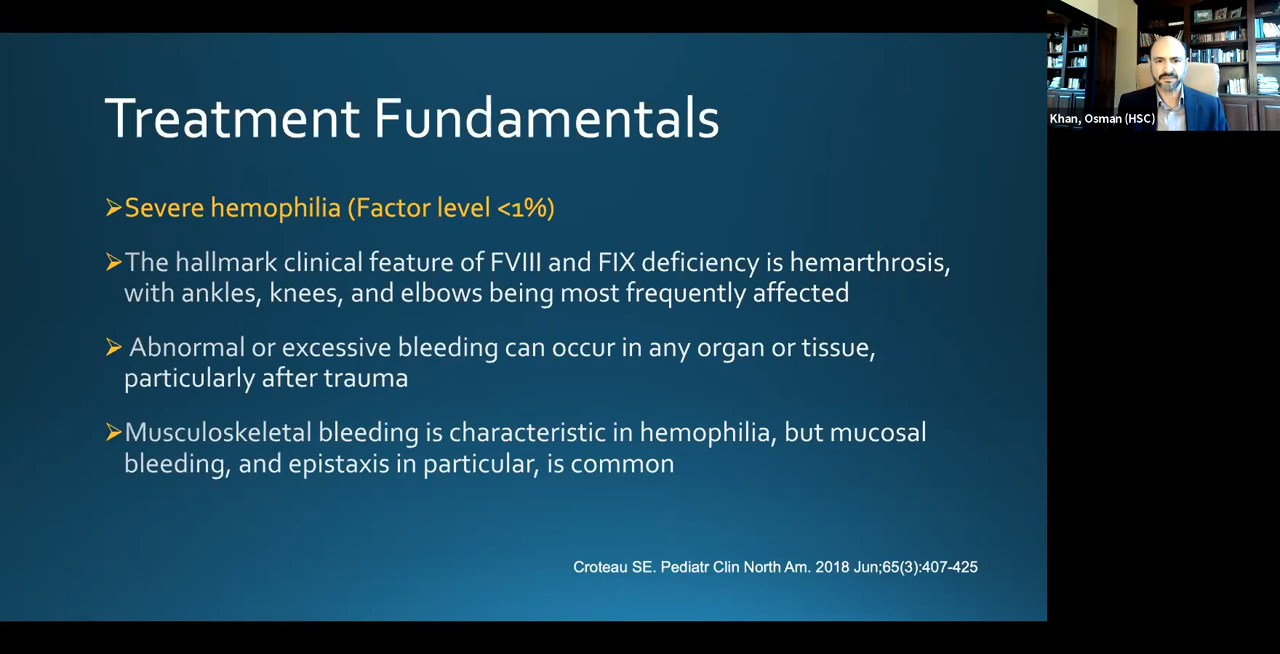 Treatment Fundamentals
➢Severe hemophilia (Factor level <1%)
➢The hallmark clinical feature of FVIII and FIX deficiency is hemarthrosis,
with ankles, knees, and elbows being most frequently affected
➢ Abnormal or excessive bleeding can occur in any organ or tissue,
particularly after trauma
➢Musculoskeletal bleeding is characteristic in hemophilia, but mucosal
bleeding, and epistaxis in particular, is common
Croteau SE. Pediatr Clin North Am. 2018 Jun;65(3):407-425
Khan, Osman (HSC)